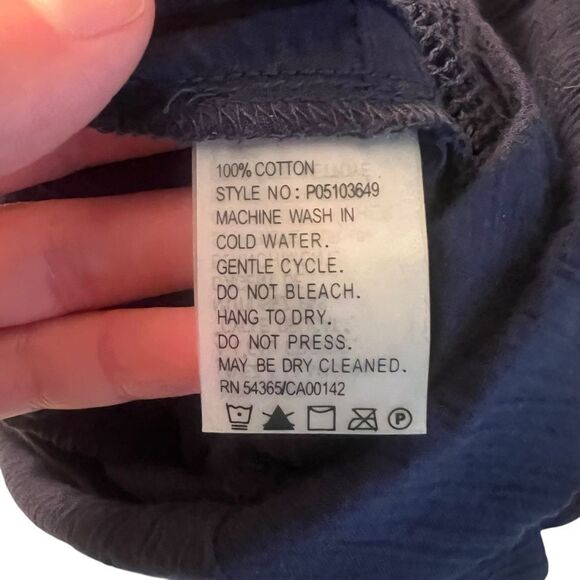 100% COTTON
STYLE NO: P05103649
MACHINE WASH IN
COLD WATER.
GENTLE CYCLE.
DO NOT BLEACH.
HANG TO DRY.
DO NOT PRESS.
MAY BE DRY CLEANED.
RN 54365/CA00142
P